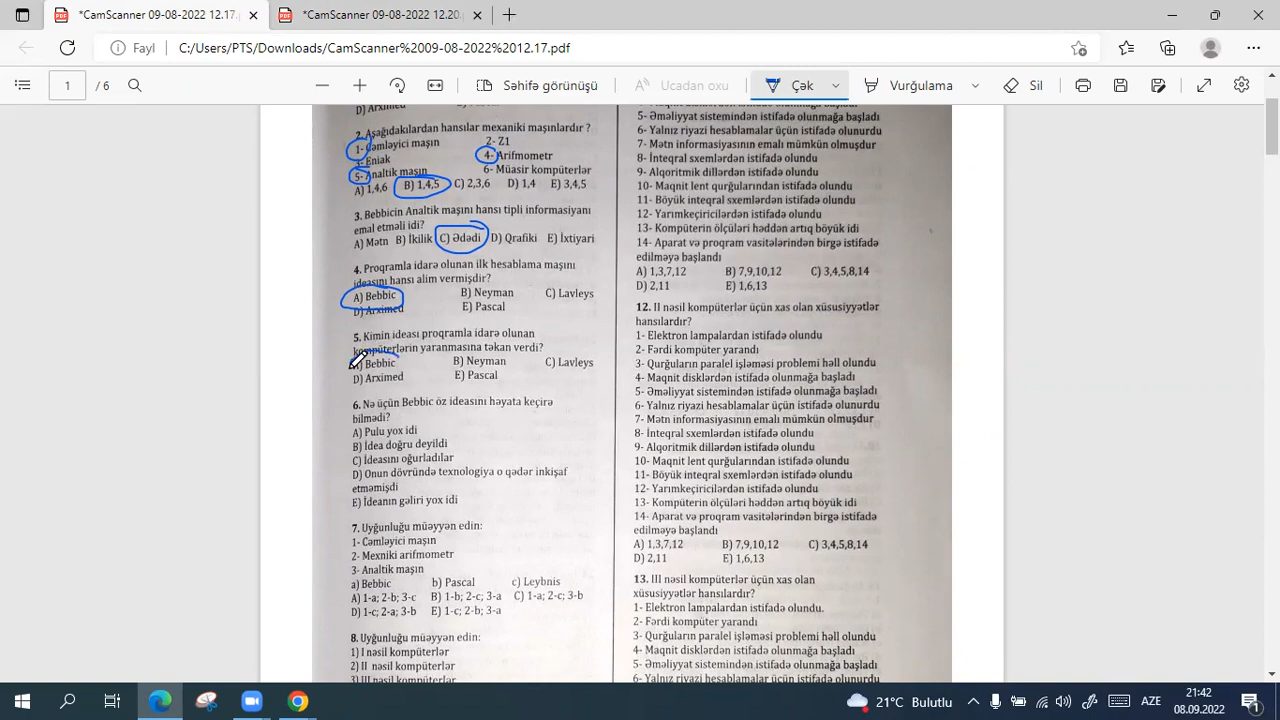 *CamScanner 09-08-2022 12.17.pdf
*CamScanner 09-08-2022 12.20.
Fayl
C:/Users/PTS/Downloads/CamScanner%2009-08-2022%2012.17.pdf
1 / 6
Səhifə görünüşü
Ucadan oxu
Çək
Vurğulama
Sil
D) Arximed
2. Aşağıdakılardan hansılar mexaniki maşınlardır ?
1- Cəmləyici maşın 2- Z1
3- Eniak 4- Arifmometr
5- Analtik maşın 6- Müasir kompüterlər
A) 1,4,6 B) 1,4,5 C) 2,3,6 D) 1,4 E) 3,4,5
3. Bebbicin Analtik maşını hansı tipli informasiyanı
emal etməli idi?
A) Mətn B) İkilik C) Ədədi D) Qrafiki E) İxtiyari
4. Proqramla idarə olunan ilk hesablama maşını
ideasını hansı alim vermişdir?
A) Bebbic B) Neyman C) Lavleys
D) Arximed E) Pascal
5. Kimin ideası proqramla idarə olunan
kompüterlərin yaranmasına təkan verdi?
A) Bebbic B) Neyman C) Lavleys
D) Arximed E) Pascal
6. Nə üçün Bebbic öz ideasını həyata keçirə
bilmədi?
A) Pulu yox idi
B) İdea doğru deyildi
C) İdeasını oğurladılar
D) Onun dövründə texnologiya o qədər inkişaf
etməmişdi
E) İdeanın gəliri yox idi
7. Uyğunluğu müəyyən edin:
1- Cəmləyici maşın
2- Mexniki arifmometr
3- Analtik maşın
a) Bebbic b) Pascal c) Leybnis
A) 1-a; 2-b; 3-c B) 1-b; 2-c, 3-a C) 1-a; 2-c; 3-b
D) 1-c; 2-a; 3-b E) 1-c; 2-b; 3-a
8. Uyğunluğu müəyyən edin:
1) I nəsil kompüterlər
2) II nəsil kompüterlər
3) III nəsil kompüterlər
5- Əməliyyat sistemindən istifadə olunmağa başladı
6- Yalnız riyazi hesablamalar üçün istifadə olunurdu
7- Mətn informasiyasının emalı mümkün olmuşdur
8- İnteqral sxemlərdən istifadə olundu
9- Alqoritmik dillərdən istifadə olundu
10- Maqnit lent qurğularından istifadə olundu
11- Böyük inteqral sxemlərdən istifadə olundu
12- Yarımkeçiricilərdən istifadə olundu
13- Kompüterin ölçüləri həddən artıq böyük idi
14- Aparat və proqram vasitələrindən birgə istifadə
edilməyə başlandı
A) 1,3,7,12 B) 7,9,10,12 C) 3,4,5,8,14
D) 2,11 E) 1,6,13
12. II nəsil kompüterlər üçün xas olan xüsusiyyətlər
hansılardır?
1- Elektron lampalardan istifadə olundu
2- Fərdi kompüter yarandı
3- Qurğuların paralel işləməsi problemi həll olundu
4- Maqnit disklərdən istifadə olunmağa başladı
5- Əməliyyat sistemindən istifadə olunmağa başladı
6- Yalnız riyazi hesablamalar üçün istifadə olunurdu
7- Mətn informasiyasının emalı mümkün olmuşdur
8- İnteqral sxemlərdən istifadə olundu
9- Alqoritmik dillərdən istifadə olundu
10- Maqnit lent qurğularından istifadə olundu
11- Böyük inteqral sxemlərdən istifadə olundu
12- Yarımkeçiricilərdən istifadə olundu
13- Kompüterin ölçüləri həddən artıq böyük idi
14- Aparat və proqram vasitələrindən birgə istifadə
edilməyə başlandı
A) 1,3,7,12 B) 7,9,10,12 C) 3,4,5,8,14
D) 2,11 E) 1,6,13
13. III nəsil kompüterlər üçün xas olan
xüsusiyyətlər hansılardır?
1- Elektron lampalardan istifadə olundu.
2- Fərdi kompüter yarandı
3- Qurğuların paralel işləməsi problemi həll olundu
4- Maqnit disklərdən istifadə olunmağa başladı
5- Əməliyyat sistemindən istifadə olunmağa başladı
6- Yalnız riyazi hesablamalar üçün istifadə olunurdu
21°C Bulutlu
AZE
21:42
08.09.2022
1